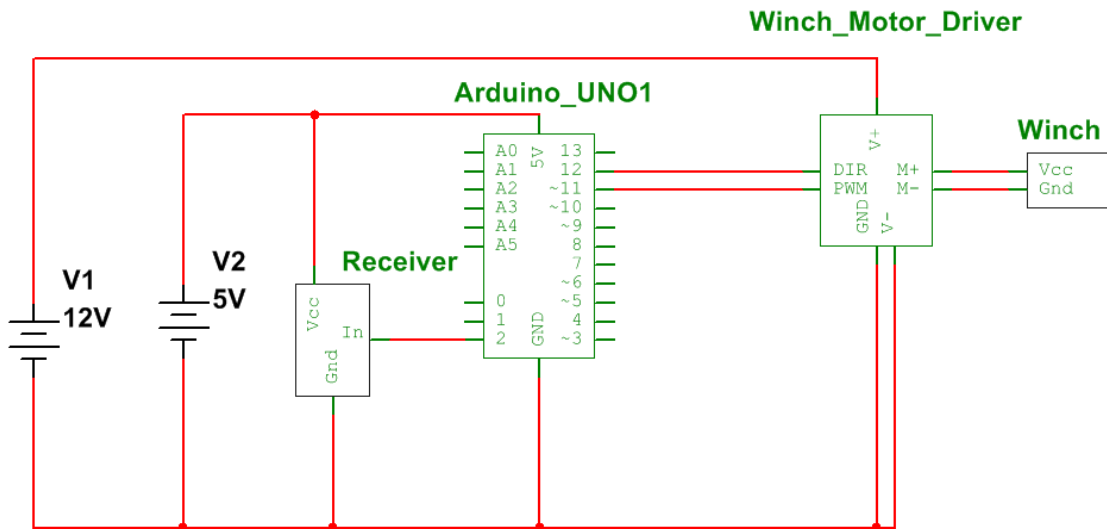 Winch_Motor_Driver
Arduino_UNO1
Winch
V+
DIR
PWM
M+
M-
GND
V-
Vcc
Gnd
5V
A0
A1
A2
A3
A4
A5
0
1
2
GND
13
12
~11
~10
~9
8
7
~6
~5
4
~3
Receiver
Vcc
In
Gnd
V2
5V
V1
12V